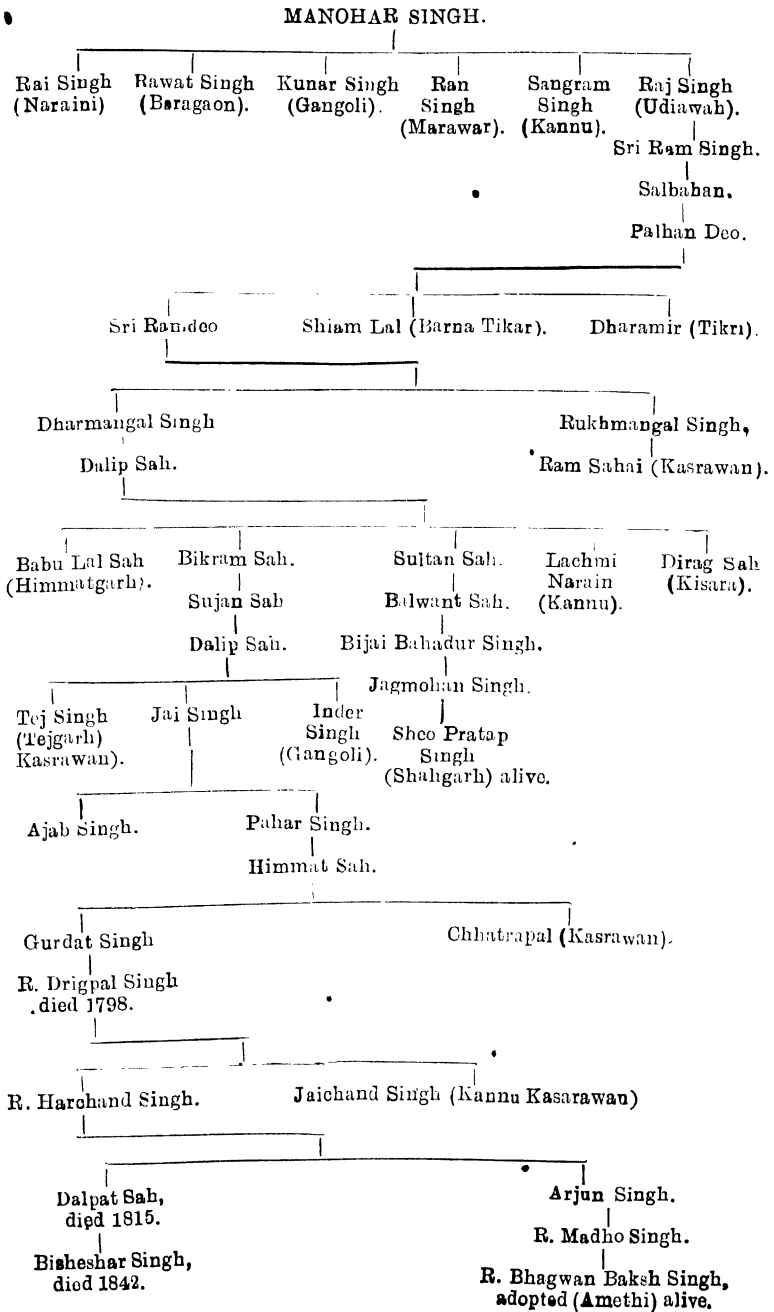 MANOHAR SINGH.
Rai Singh Rawat Singh Kunar Singh Ran Sangram Raj Singh
(Naraini) (Baragaon). (Gangoli). Singh Singh (Udiawah).
(Marawar). (Kannu).
Sri Ram Singh.
Salbahan.
Palhan Deo.
Sri Ramdeo Shiam Lal (Barna Tikar). Dharamir (Tikri).
Dharmangal Singh Rukhmangal Singh,
Dalip Sah. Ram Sahai (Kasrawan).
Babu Lal Sah Bikram Sah. Sultan Sah. Lachmi Dirag Sah
(Himmatgarh). Narain (Kisara).
(Kannu).
Sujan Sah Balwant Sah.
Dalip Sah. Bijai Bahadur Singh.
Jagmohan Singh.
Tej Singh Jai Singh Inder
(Tejgarh) Singh Sheo Pratap
Kasrawan). (Gangoli). Singh
(Shahgarh) alive.
Ajab Singh. Pahar Singh.
Himmat Sah.
Gurdat Singh Chhatrapal (Kasrawan).
R. Drigpal Singh
died 1798.
R. Harchand Singh. Jaichand Singh (Kannu Kasarawan)
Dalpat Sah, Arjun Singh.
died 1815.
R. Madho Singh.
Bisheshar Singh,
died 1842.
R. Bhagwan Baksh Singh,
adopted (Amethi) alive.